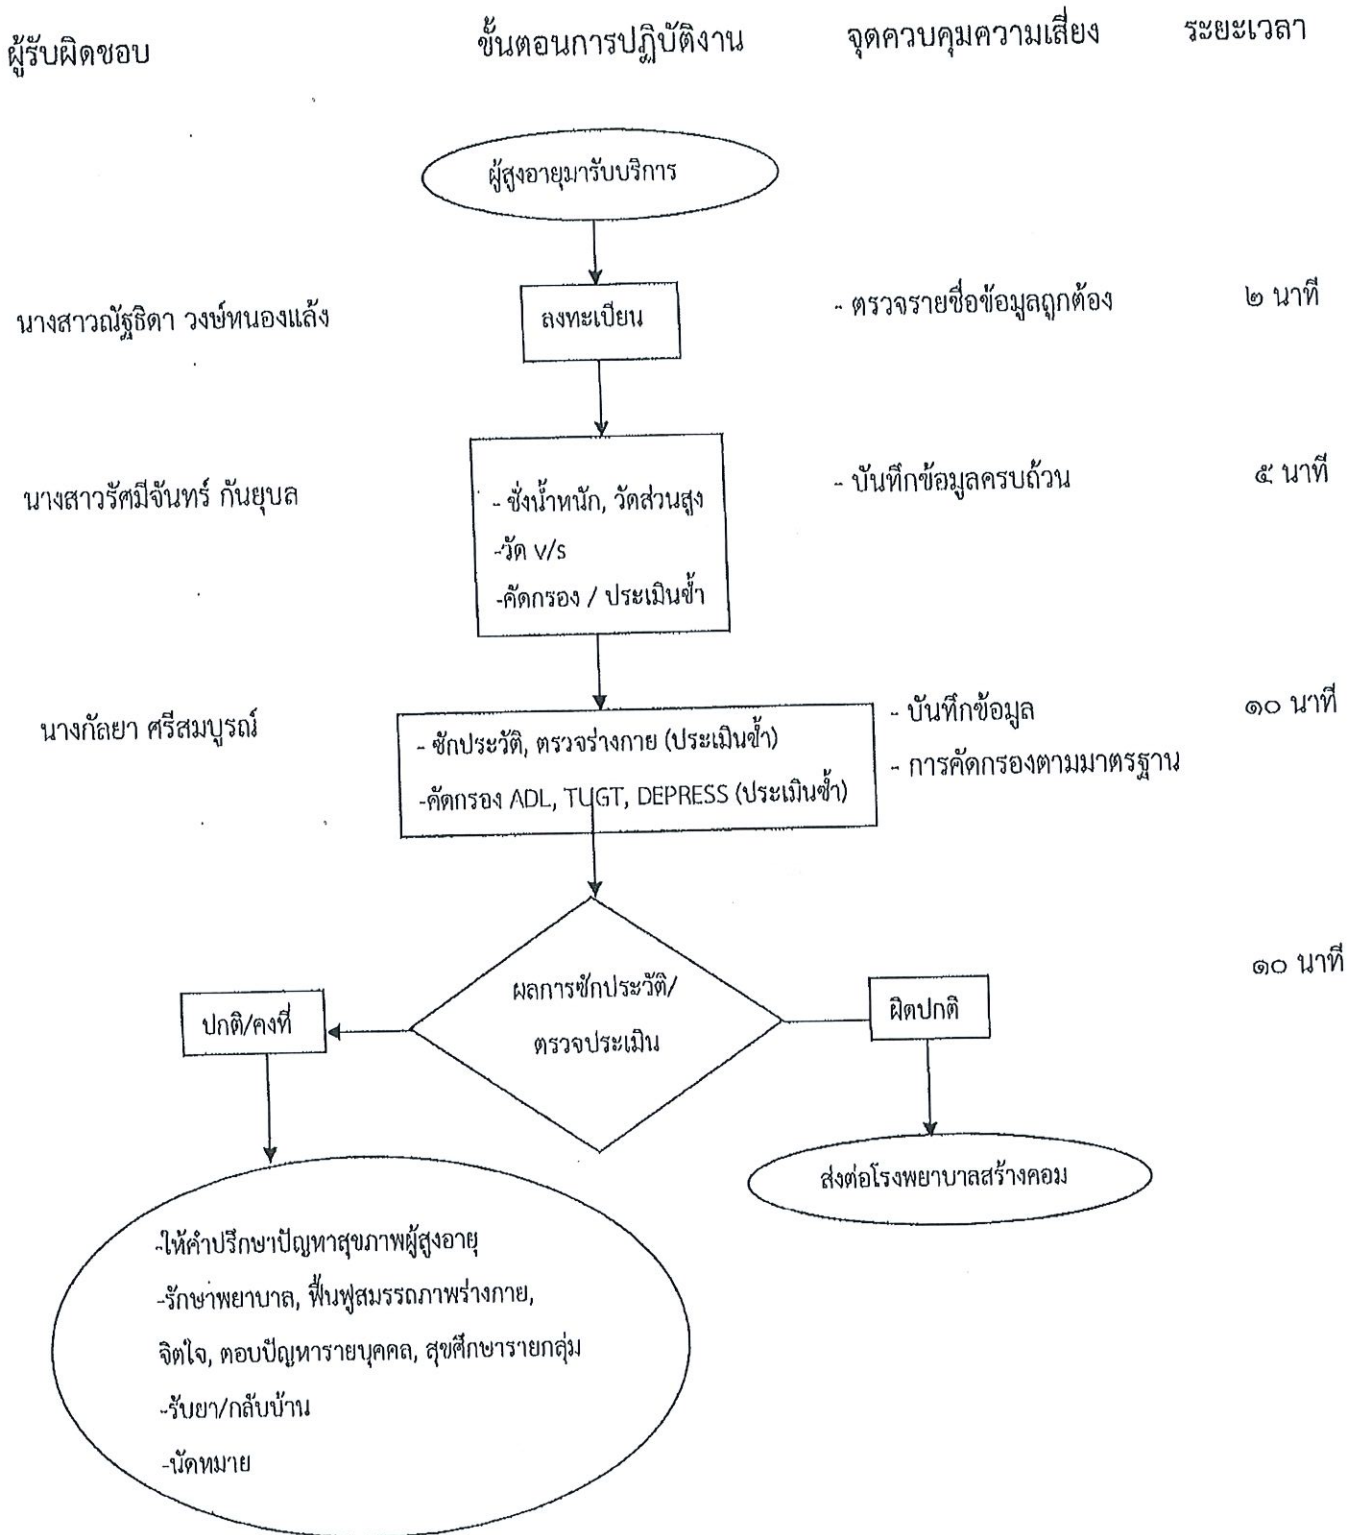 ผู้รับผิดชอบ ขั้นตอนการปฏิบัติงาน จุดควบคุมความเสี่ยง ระยะเวลา
ผู้สูงอายุมารับบริการ
นางสาวณัฐธิดา วงษ์หนองแล้ง ลงทะเบียน - ตรวจรายชื่อข้อมูลถูกต้อง ๒ นาที
นางสาวรัศมีจันทร์ กันยุบล - บันทึกข้อมูลครบถ้วน ๕ นาที
- ชั่งน้ำหนัก, วัดส่วนสูง
-วัด v/s
-คัดกรอง / ประเมินซ้ำ
นางกัลยา ศรีสมบูรณ์ - บันทึกข้อมูล ๑๐ นาที
- การคัดกรองตามมาตรฐาน
- ซักประวัติ, ตรวจร่างกาย (ประเมินซ้ำ)
-คัดกรอง ADL, TUGT, DEPRESS (ประเมินซ้ำ)
๑๐ นาที
ผลการซักประวัติ/
ตรวจประเมิน
ปกติ/คงที่
ผิดปกติ
ส่งต่อโรงพยาบาลสร้างคอม
-ให้คำปรึกษาปัญหาสุขภาพผู้สูงอายุ
-รักษาพยาบาล, ฟื้นฟูสมรรถภาพร่างกาย,
จิตใจ, ตอบปัญหารายบุคคล, สุขศึกษารายกลุ่ม
-รับยา/กลับบ้าน
-นัดหมาย